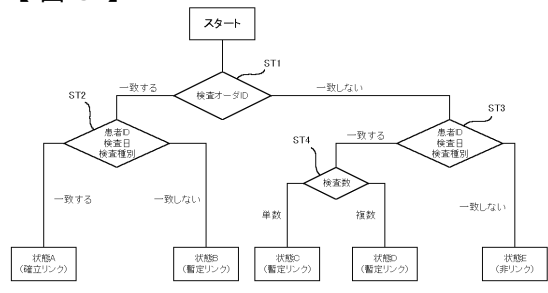 スタート
ST1
検査オーダID
一致する
一致しない
ST2
患者ID
検査日
検査種別
ST3
患者ID
検査日
検査種別
ST4
一致する
検査数
一致する
一致しない
単数
複数
一致しない
状態A
(確立リンク)
状態B
(暫定リンク)
状態C
(暫定リンク)
状態D
(暫定リンク)
状態E
(非リンク)